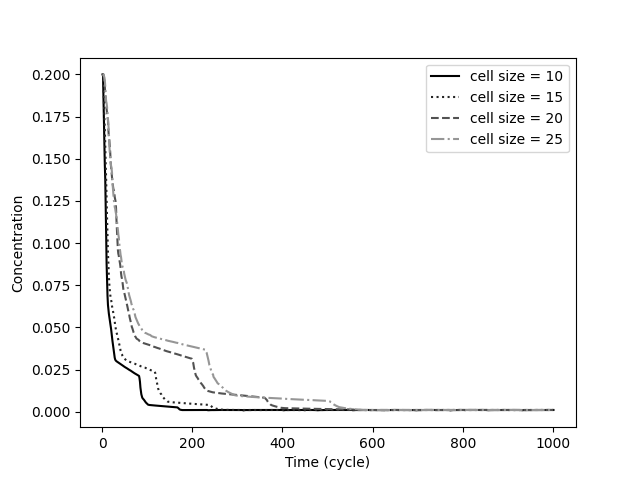 cell size = 10
cell size = 15
cell size = 20
cell size = 25
0.200
0.175
0.150
0.125
0.100
0.075
0.050
0.025
0.000
Concentration
0 200 400 600 800 1000
Time (cycle)